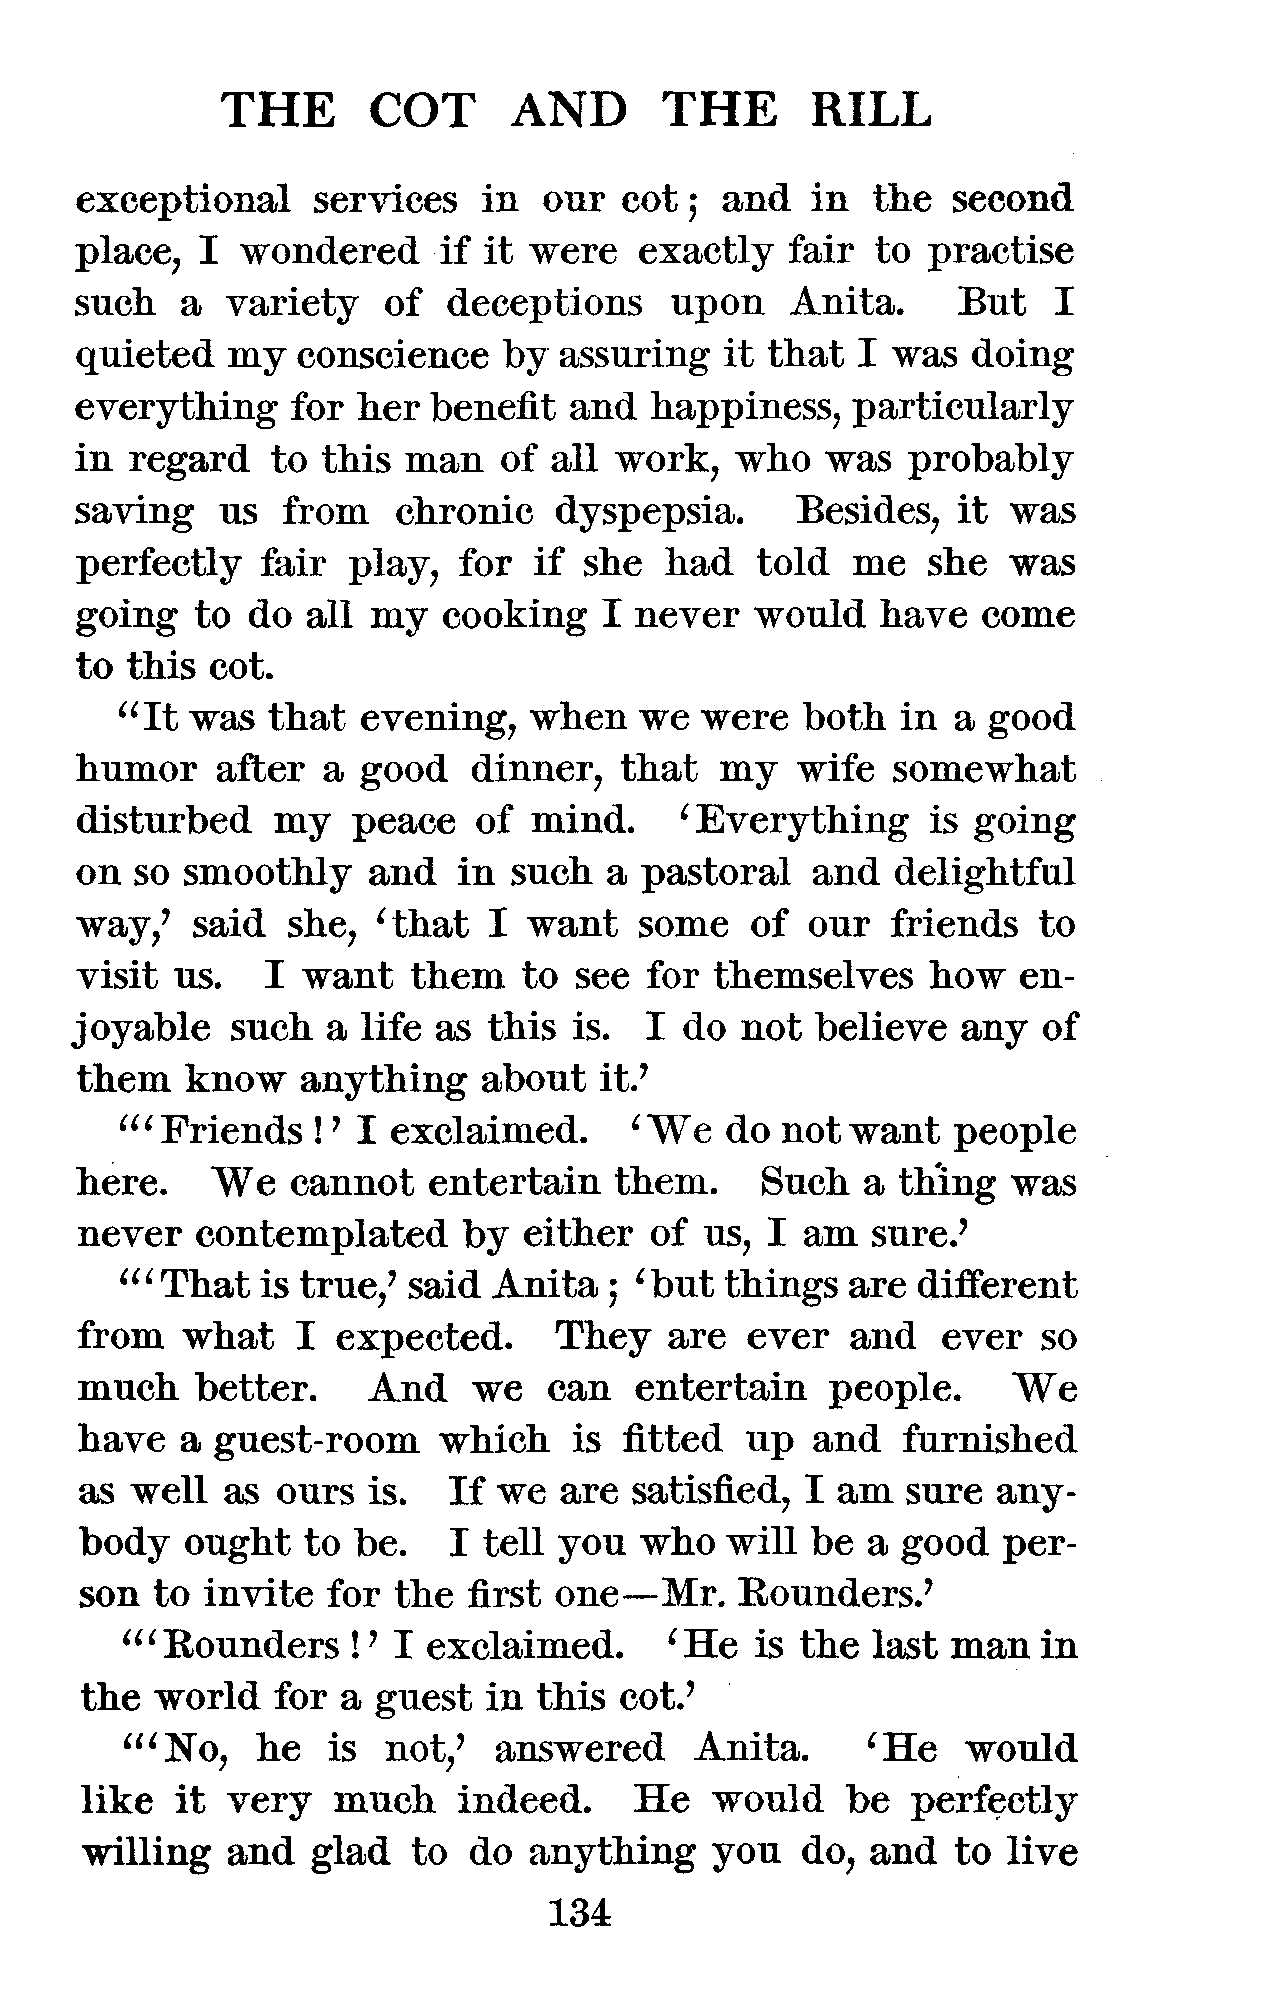 THE COT AND THE RILL
exceptional services in our cot; and in the second
place, I wondered if it were exactly fair to practise
such a variety of deceptions upon Anita. But I
quieted my conscience by assuring it that I was doing
everything for her benefit and happiness, particularly
in regard to this man of all work, who was probably
saving us from chronic dyspepsia. Besides, it was
perfectly fair play, for if she had told me she was
going to do all my cooking I never would have come
to this cot.
"It was that evening, when we were both in a good
humor after a good dinner, that my wife somewhat
disturbed my peace of mind. 'Everything is going
on so smoothly and in such a pastoral and delightful
way,' said she, 'that I want some of our friends to
visit us. I want them to see for themselves how en-
joyable such a life as this is. I do not believe any of
them know anything about it.'
"'Friends!' I exclaimed. 'We do not want people
here. We cannot entertain them. Such a thing was
never contemplated by either of us, I am sure.'
"'That is true,' said Anita; 'but things are different
from what I expected. They are ever and ever so
much better. And we can entertain people. We
have a guest-room which is fitted up and furnished
as well as ours is. If we are satisfied, I am sure any-
body ought to be. I tell you who will be a good per-
son to invite for the first one—Mr. Rounders.'
"'Rounders!' I exclaimed. 'He is the last man in
the world for a guest in this cot.'
"'No, he is not,' answered Anita. 'He would
like it very much indeed. He would be perfectly
willing and glad to do anything you do, and to live
134